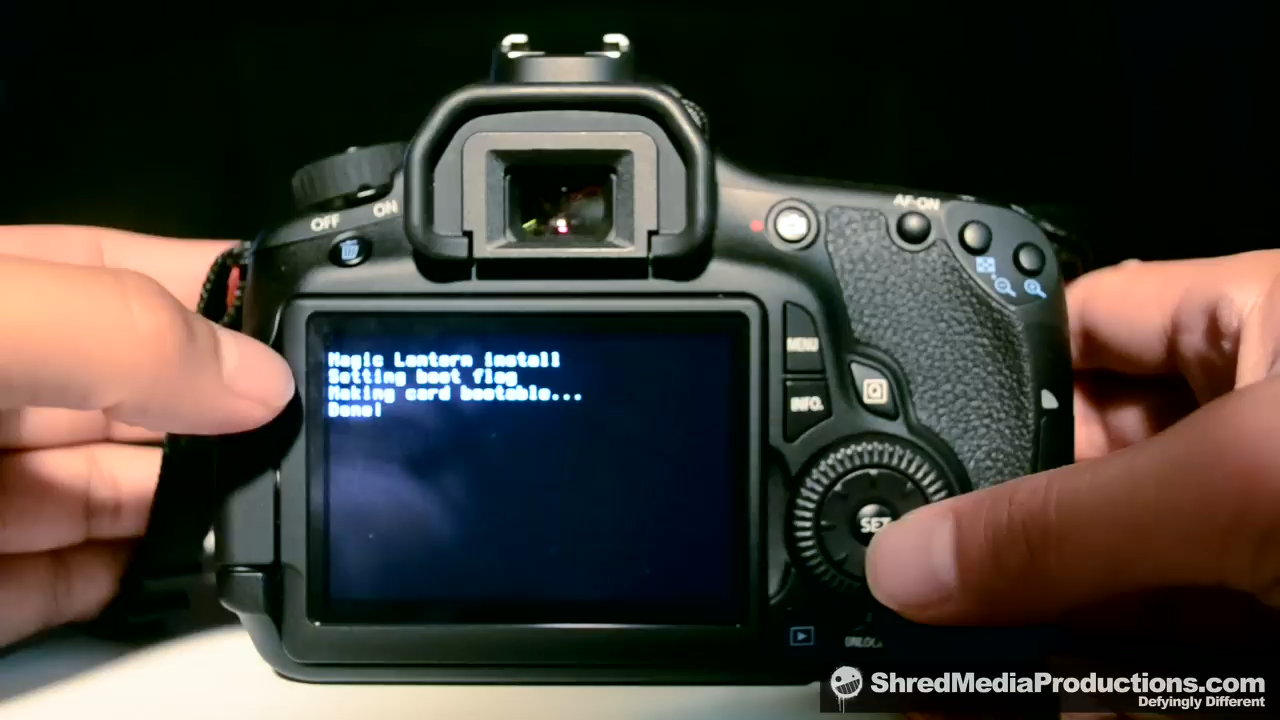 OFF ON
AF-ON
MENU
INFO.
Magic Lantern install
Setting boot flag
Making card bootable...
Done!
SET
UNLOCK
ShredMediaProductions.com
Defyingly Different